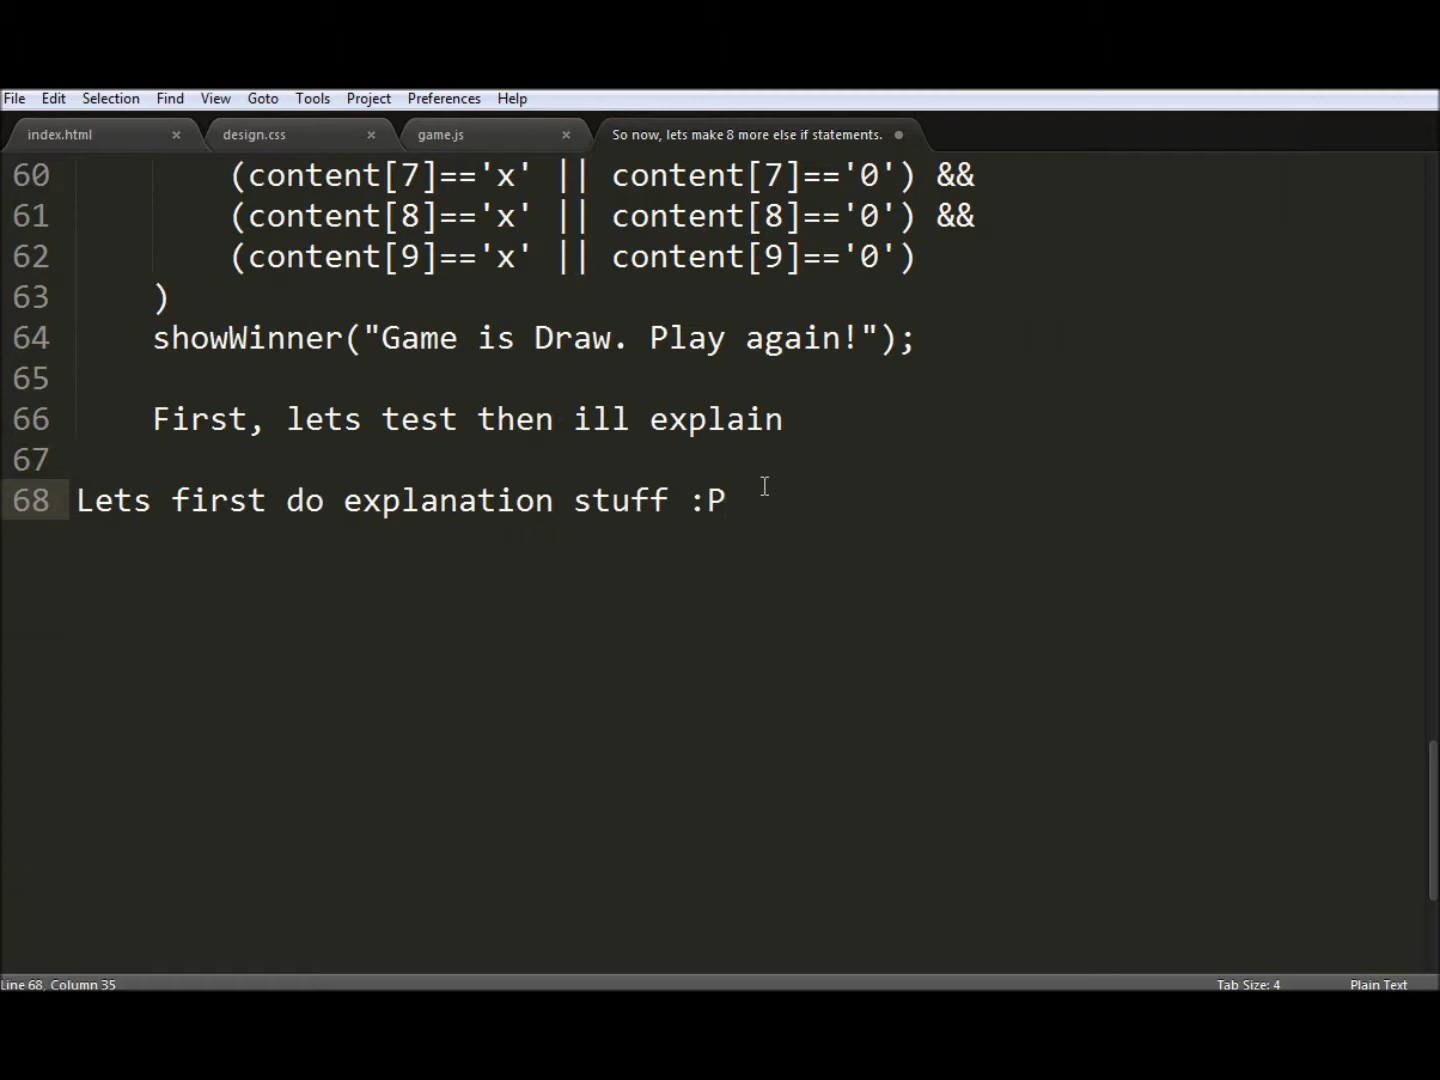 File Edit Selection Find View Goto Tools Project Preferences Help
index.html × design.css × game.js × So now, lets make 8 more else if statements.
60 (content[7]=='x' || content[7]=='0') &&
61 (content[8]=='x' || content[8]=='0') &&
62 (content[9]=='x' || content[9]=='0')
63 )
64 showWinner("Game is Draw. Play again!");
65
66 First, lets test then ill explain
67
68 Lets first do explanation stuff :P
Line 68, Column 35 Tab Size: 4 Plain Text